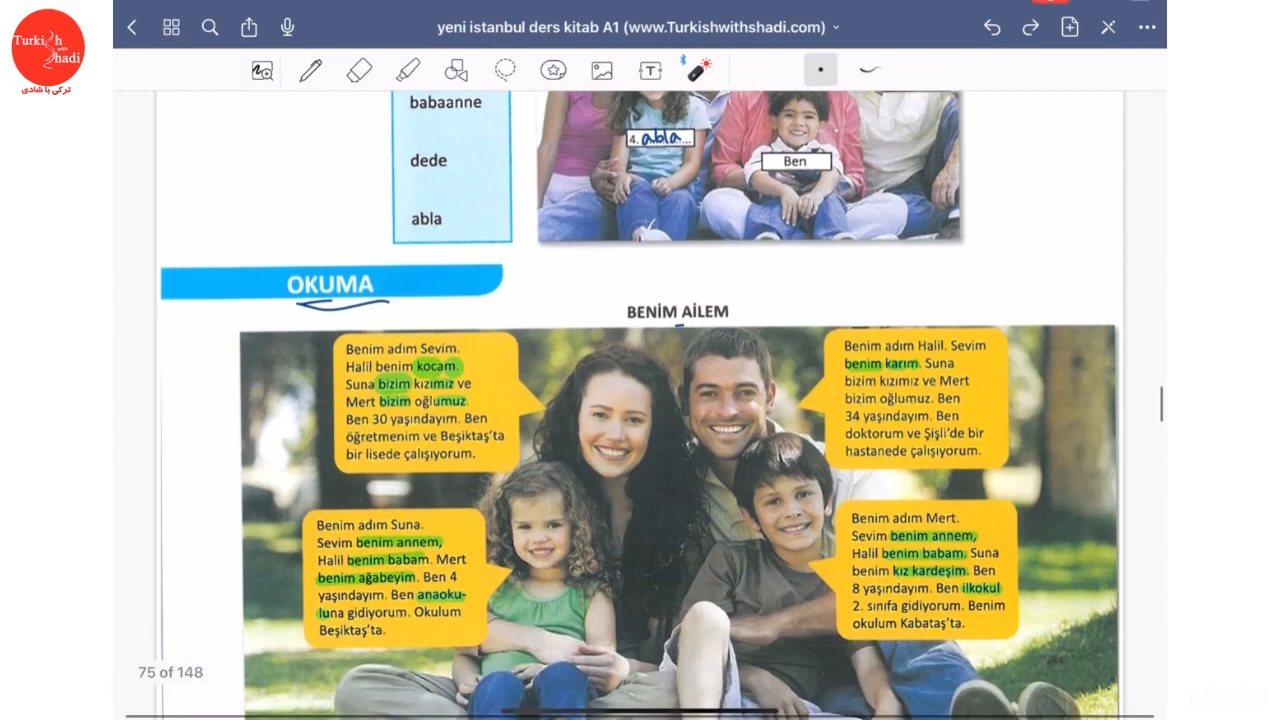 Turkish
with
Shadi
ترکی با شادی
yeni istanbul ders kitab A1 (www.Turkishwithshadi.com)
T
babaanne
dede
abla
4. abla...
Ben
OKUMA
BENİM AİLEM
Benim adım Sevim.
Halil benim kocam.
Suna bizim kızımız ve
Mert bizim oğlumuz.
Ben 30 yaşındayım. Ben
öğretmenim ve Beşiktaş'ta
bir lisede çalışıyorum.
Benim adım Halil. Sevim
benim karım. Suna
bizim kızımız ve Mert
bizim oğlumuz. Ben
34 yaşındayım. Ben
doktorum ve Şişli'de bir
hastanede çalışıyorum.
Benim adım Suna.
Sevim benim annem,
Halil benim babam. Mert
benim ağabeyim. Ben 4
yaşındayım. Ben anaoku-
luna gidiyorum. Okulum
Beşiktaş'ta.
Benim adım Mert.
Sevim benim annem,
Halil benim babam. Suna
benim kız kardeşim. Ben
8 yaşındayım. Ben ilkokul
2. sınıfa gidiyorum. Benim
okulum Kabataş'ta.
75 of 148